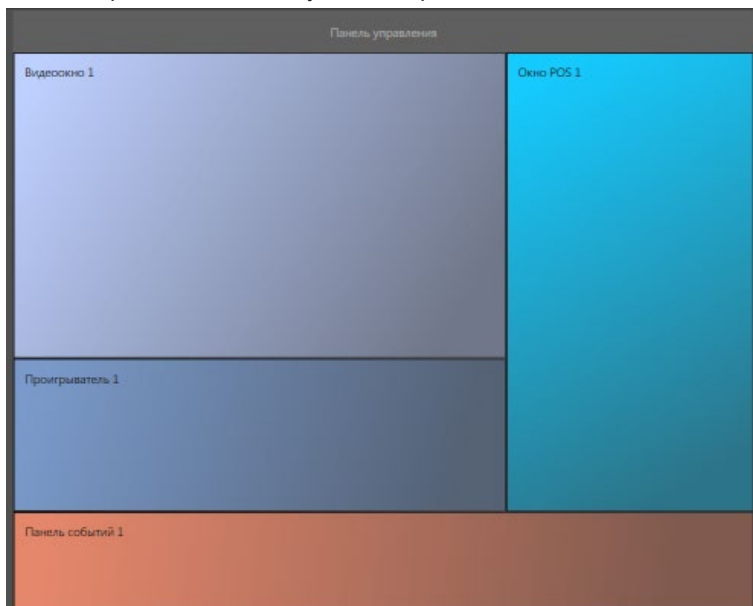 Панель управления
Видеоокно 1
Окно POS 1
Проигрыватель 1
Панель событий 1